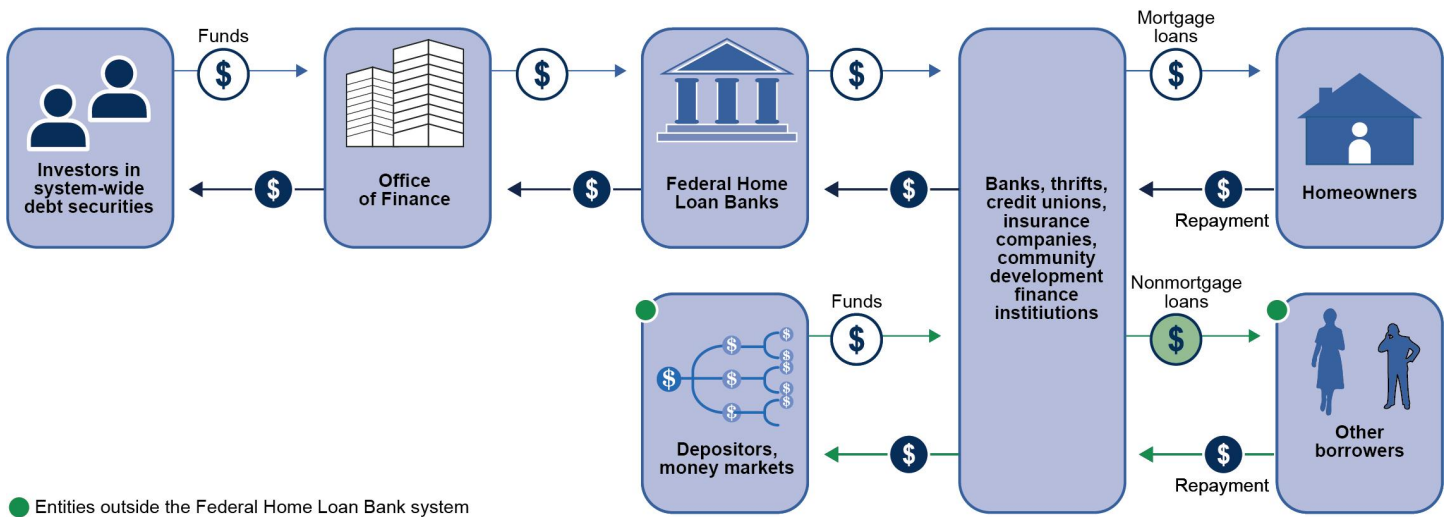 Funds
$
$
$
Mortgage
loans
$
Investors in
system-wide
debt securities
$
Office
of Finance
$
Federal Home
Loan Banks
$
Banks, thrifts,
credit unions,
insurance
companies,
community
development
finance
institiutions
$
Repayment
Homeowners
Funds
$
Nonmortgage
loans
$
$
$
$
$
$
$
$
$
$
$
Depositors,
money markets
$
$
Repayment
Other
borrowers
Entities outside the Federal Home Loan Bank system